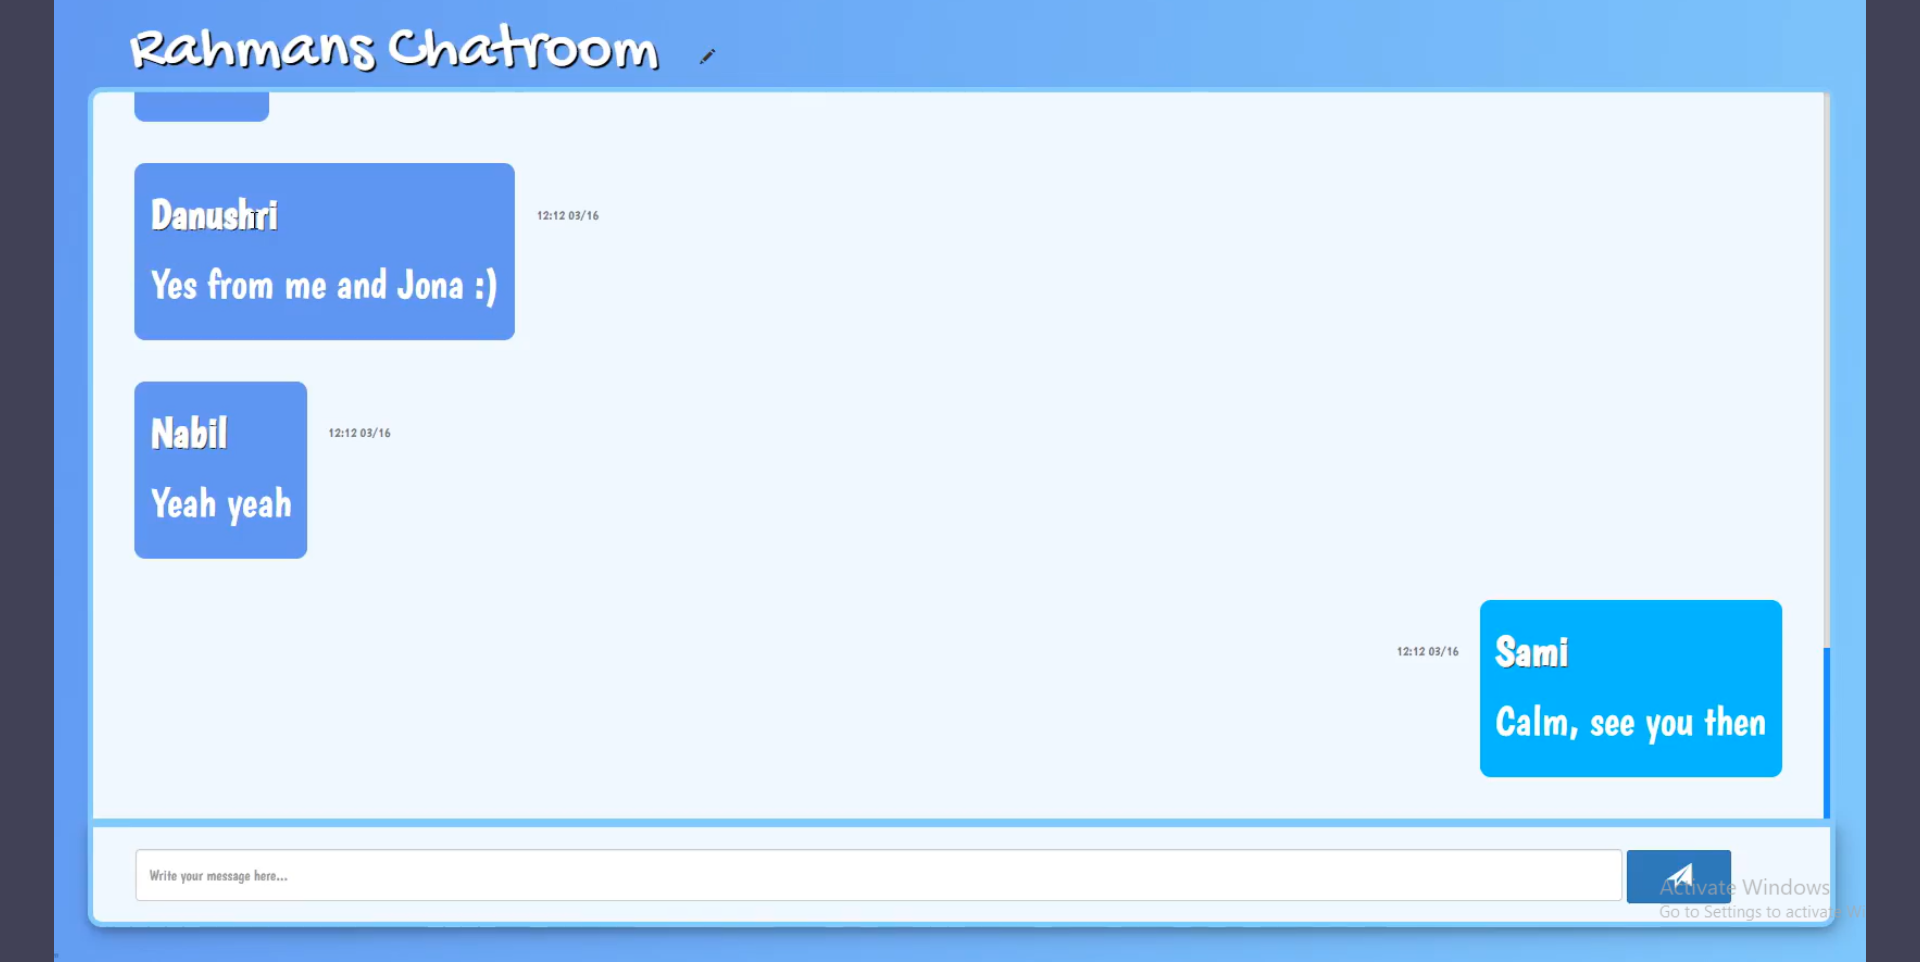 Rahmans Chatroom
Danushri
12:12 03/16
Yes from me and Jona :)
Nabil
12:12 03/16
Yeah yeah
12:12 03/16
Sami
Calm, see you then
Write your message here...
Activate Windows
Go to Settings to activate Wi